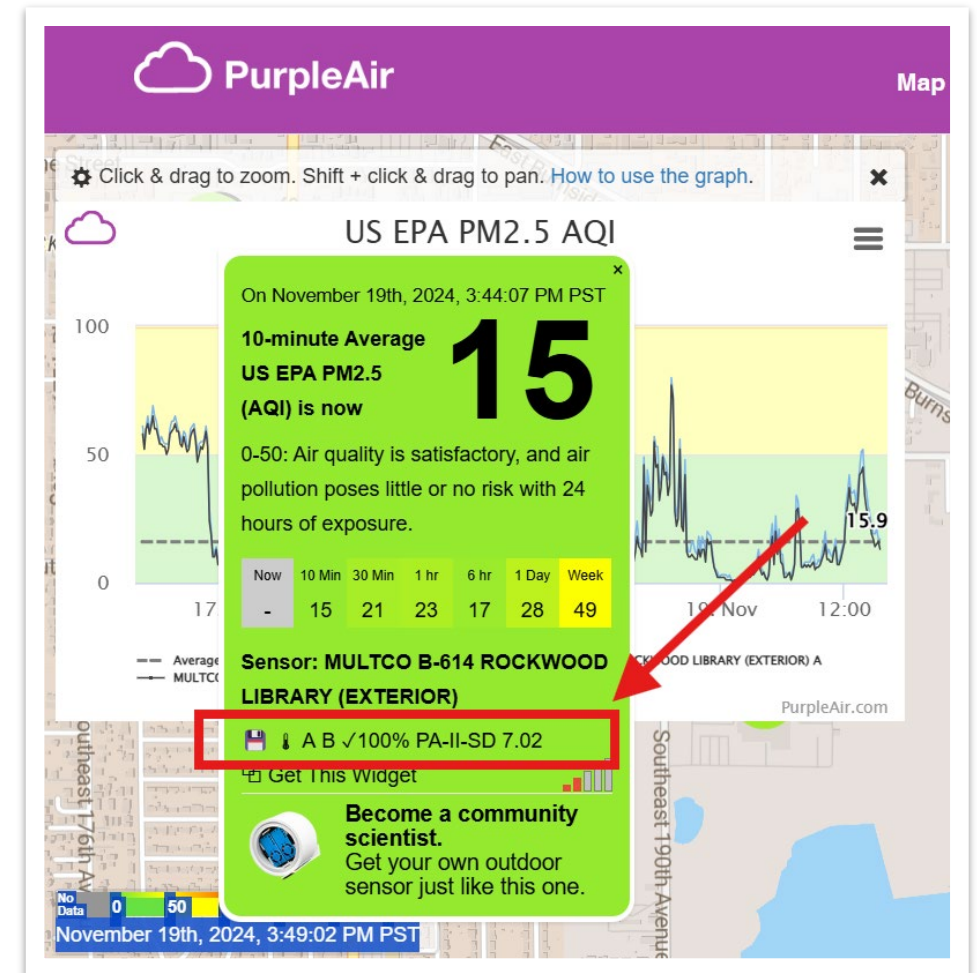 PurpleAir
Map
Street
East Burnside
Click & drag to zoom. Shift + click & drag to pan. How to use the graph.
US EPA PM2.5 AQI
×
On November 19th, 2024, 3:44:07 PM PST
10-minute Average
US EPA PM2.5
(AQI) is now
15
0-50: Air quality is satisfactory, and air
pollution poses little or no risk with 24
hours of exposure.
Now 10 Min 30 Min 1 hr 6 hr 1 Day Week
- 15 21 23 17 28 49
Sensor: MULTCO B-614 ROCKWOOD
LIBRARY (EXTERIOR)
A B ✓100% PA-II-SD 7.02
Get This Widget
Become a community
scientist.
Get your own outdoor
sensor just like this one.
100
50
0
15.9
17
19. Nov
12:00
Average
MULTCO
OOD LIBRARY (EXTERIOR) A
PurpleAir.com
Burns
Southeast 190th Avenue
outheast 176th Av
No
Data 0 50
November 19th, 2024, 3:49:02 PM PST